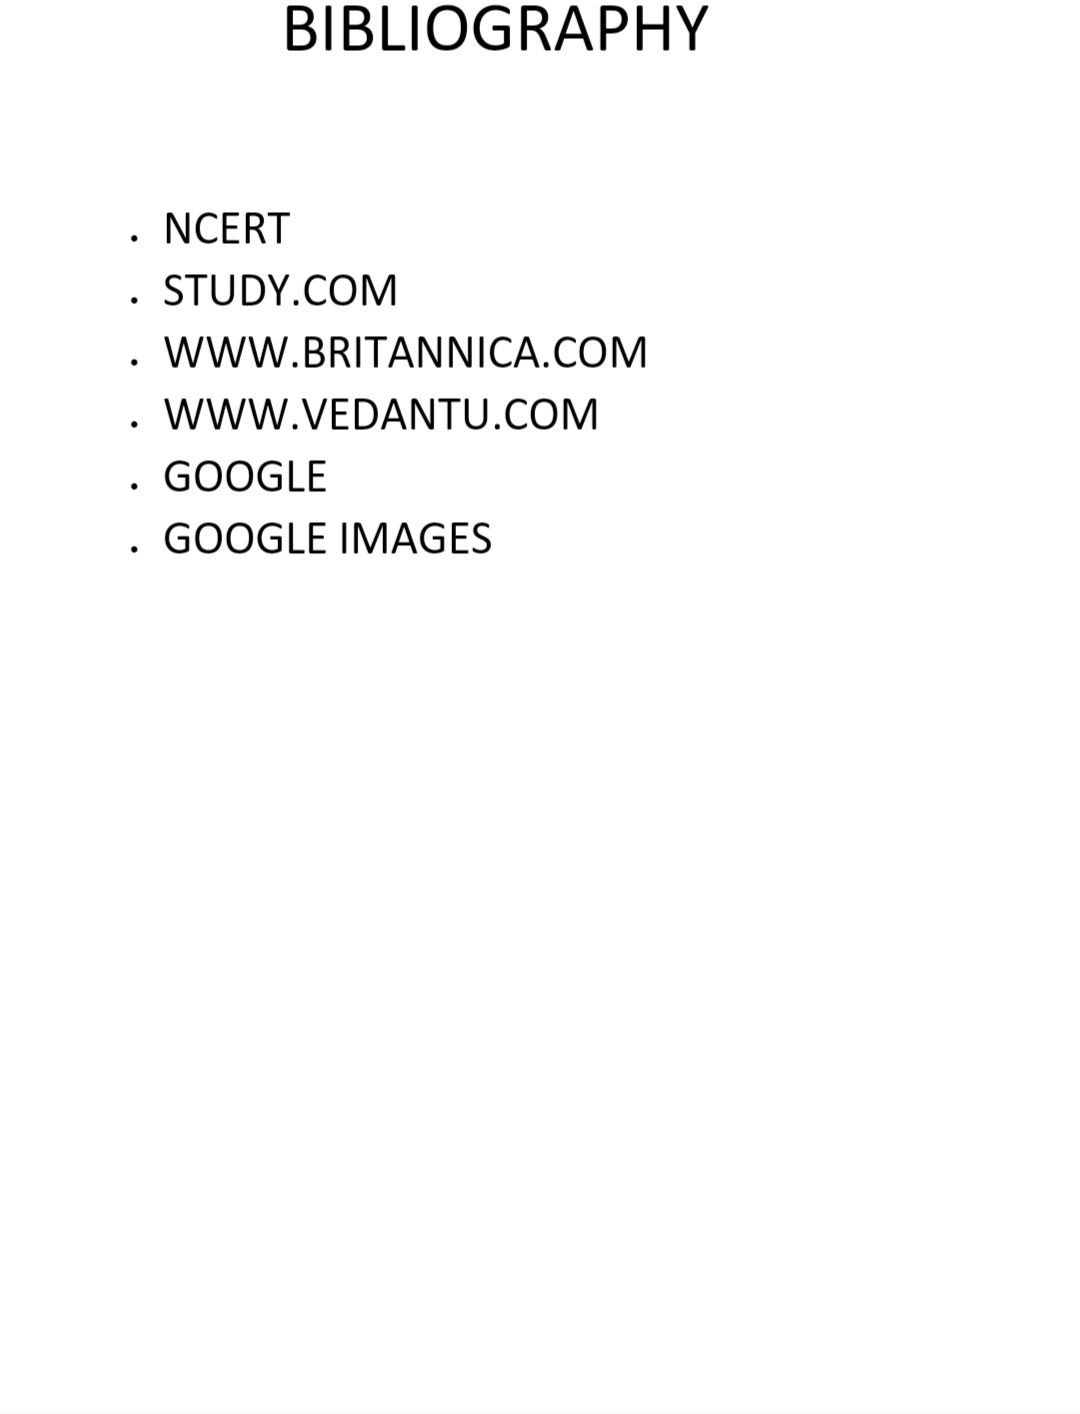 BIBLIOGRAPHY
. NCERT
. STUDY.COM
. WWW.BRITANNICA.COM
. WWW.VEDANTU.COM
. GOOGLE
. GOOGLE IMAGES